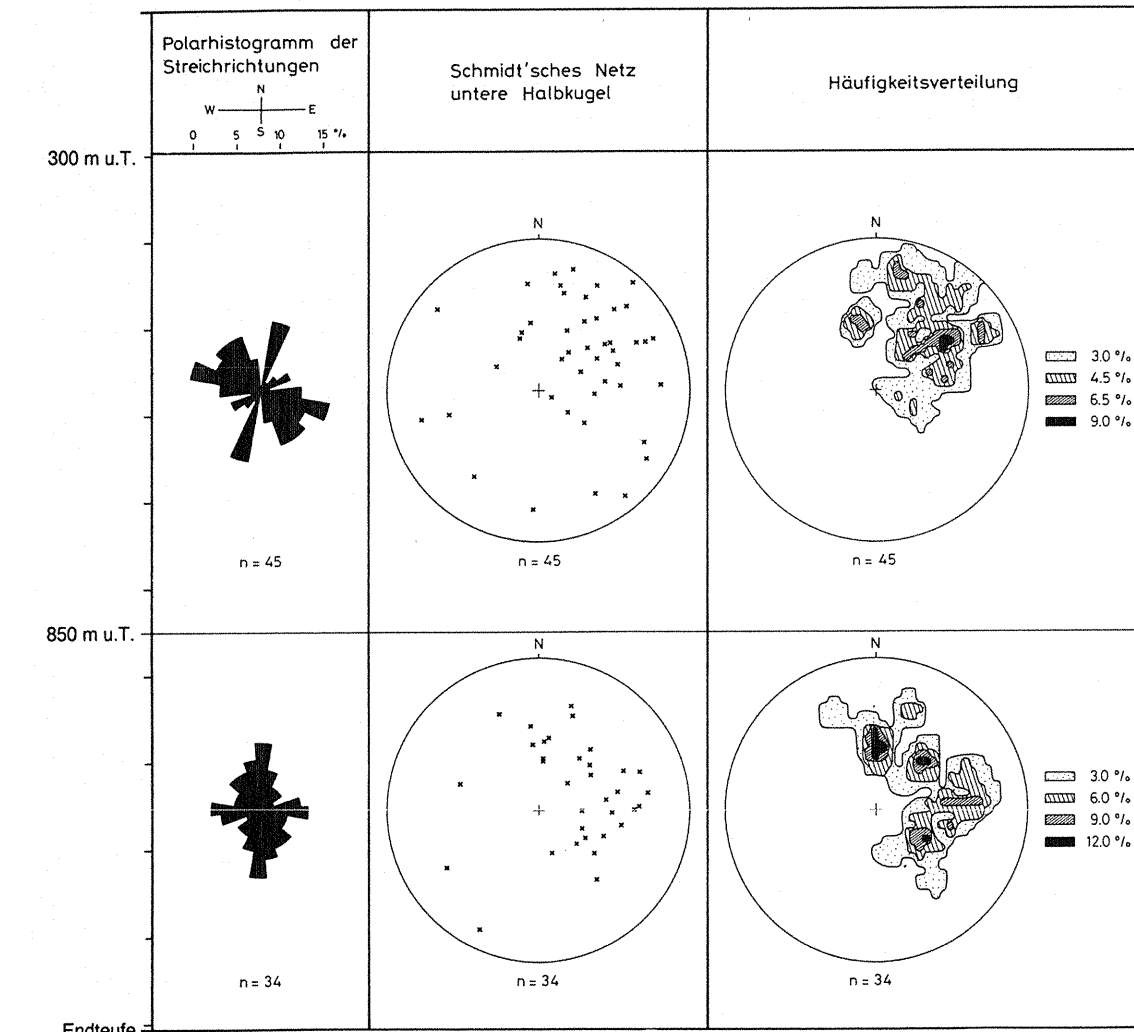 Polarhistogramm der
Streichrichtungen
N
W E
S
0 5 10 15 %
Schmidt'sches Netz
untere Halbkugel
Häufigkeitsverteilung
300 m u.T.
N
N
3.0 %
4.5 %
6.5 %
9.0 %
n = 45
n = 45
n = 45
850 m u.T.
N
N
3.0 %
6.0 %
9.0 %
12.0 %
n = 34
n = 34
n = 34
Endteufe